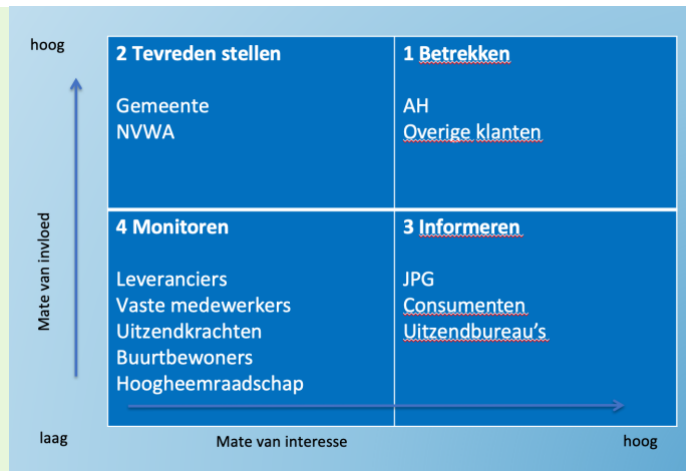 hoog
2 Tevreden stellen
Gemeente
NVWA
1 Betrekken
AH
Overige klanten
Mate van invloed
4 Monitoren
Leveranciers
Vaste medewerkers
Uitzendkrachten
Buurtbewoners
Hoogheemraadschap
3 Informeren
JPG
Consumenten
Uitzendbureau’s
laag
Mate van interesse
hoog